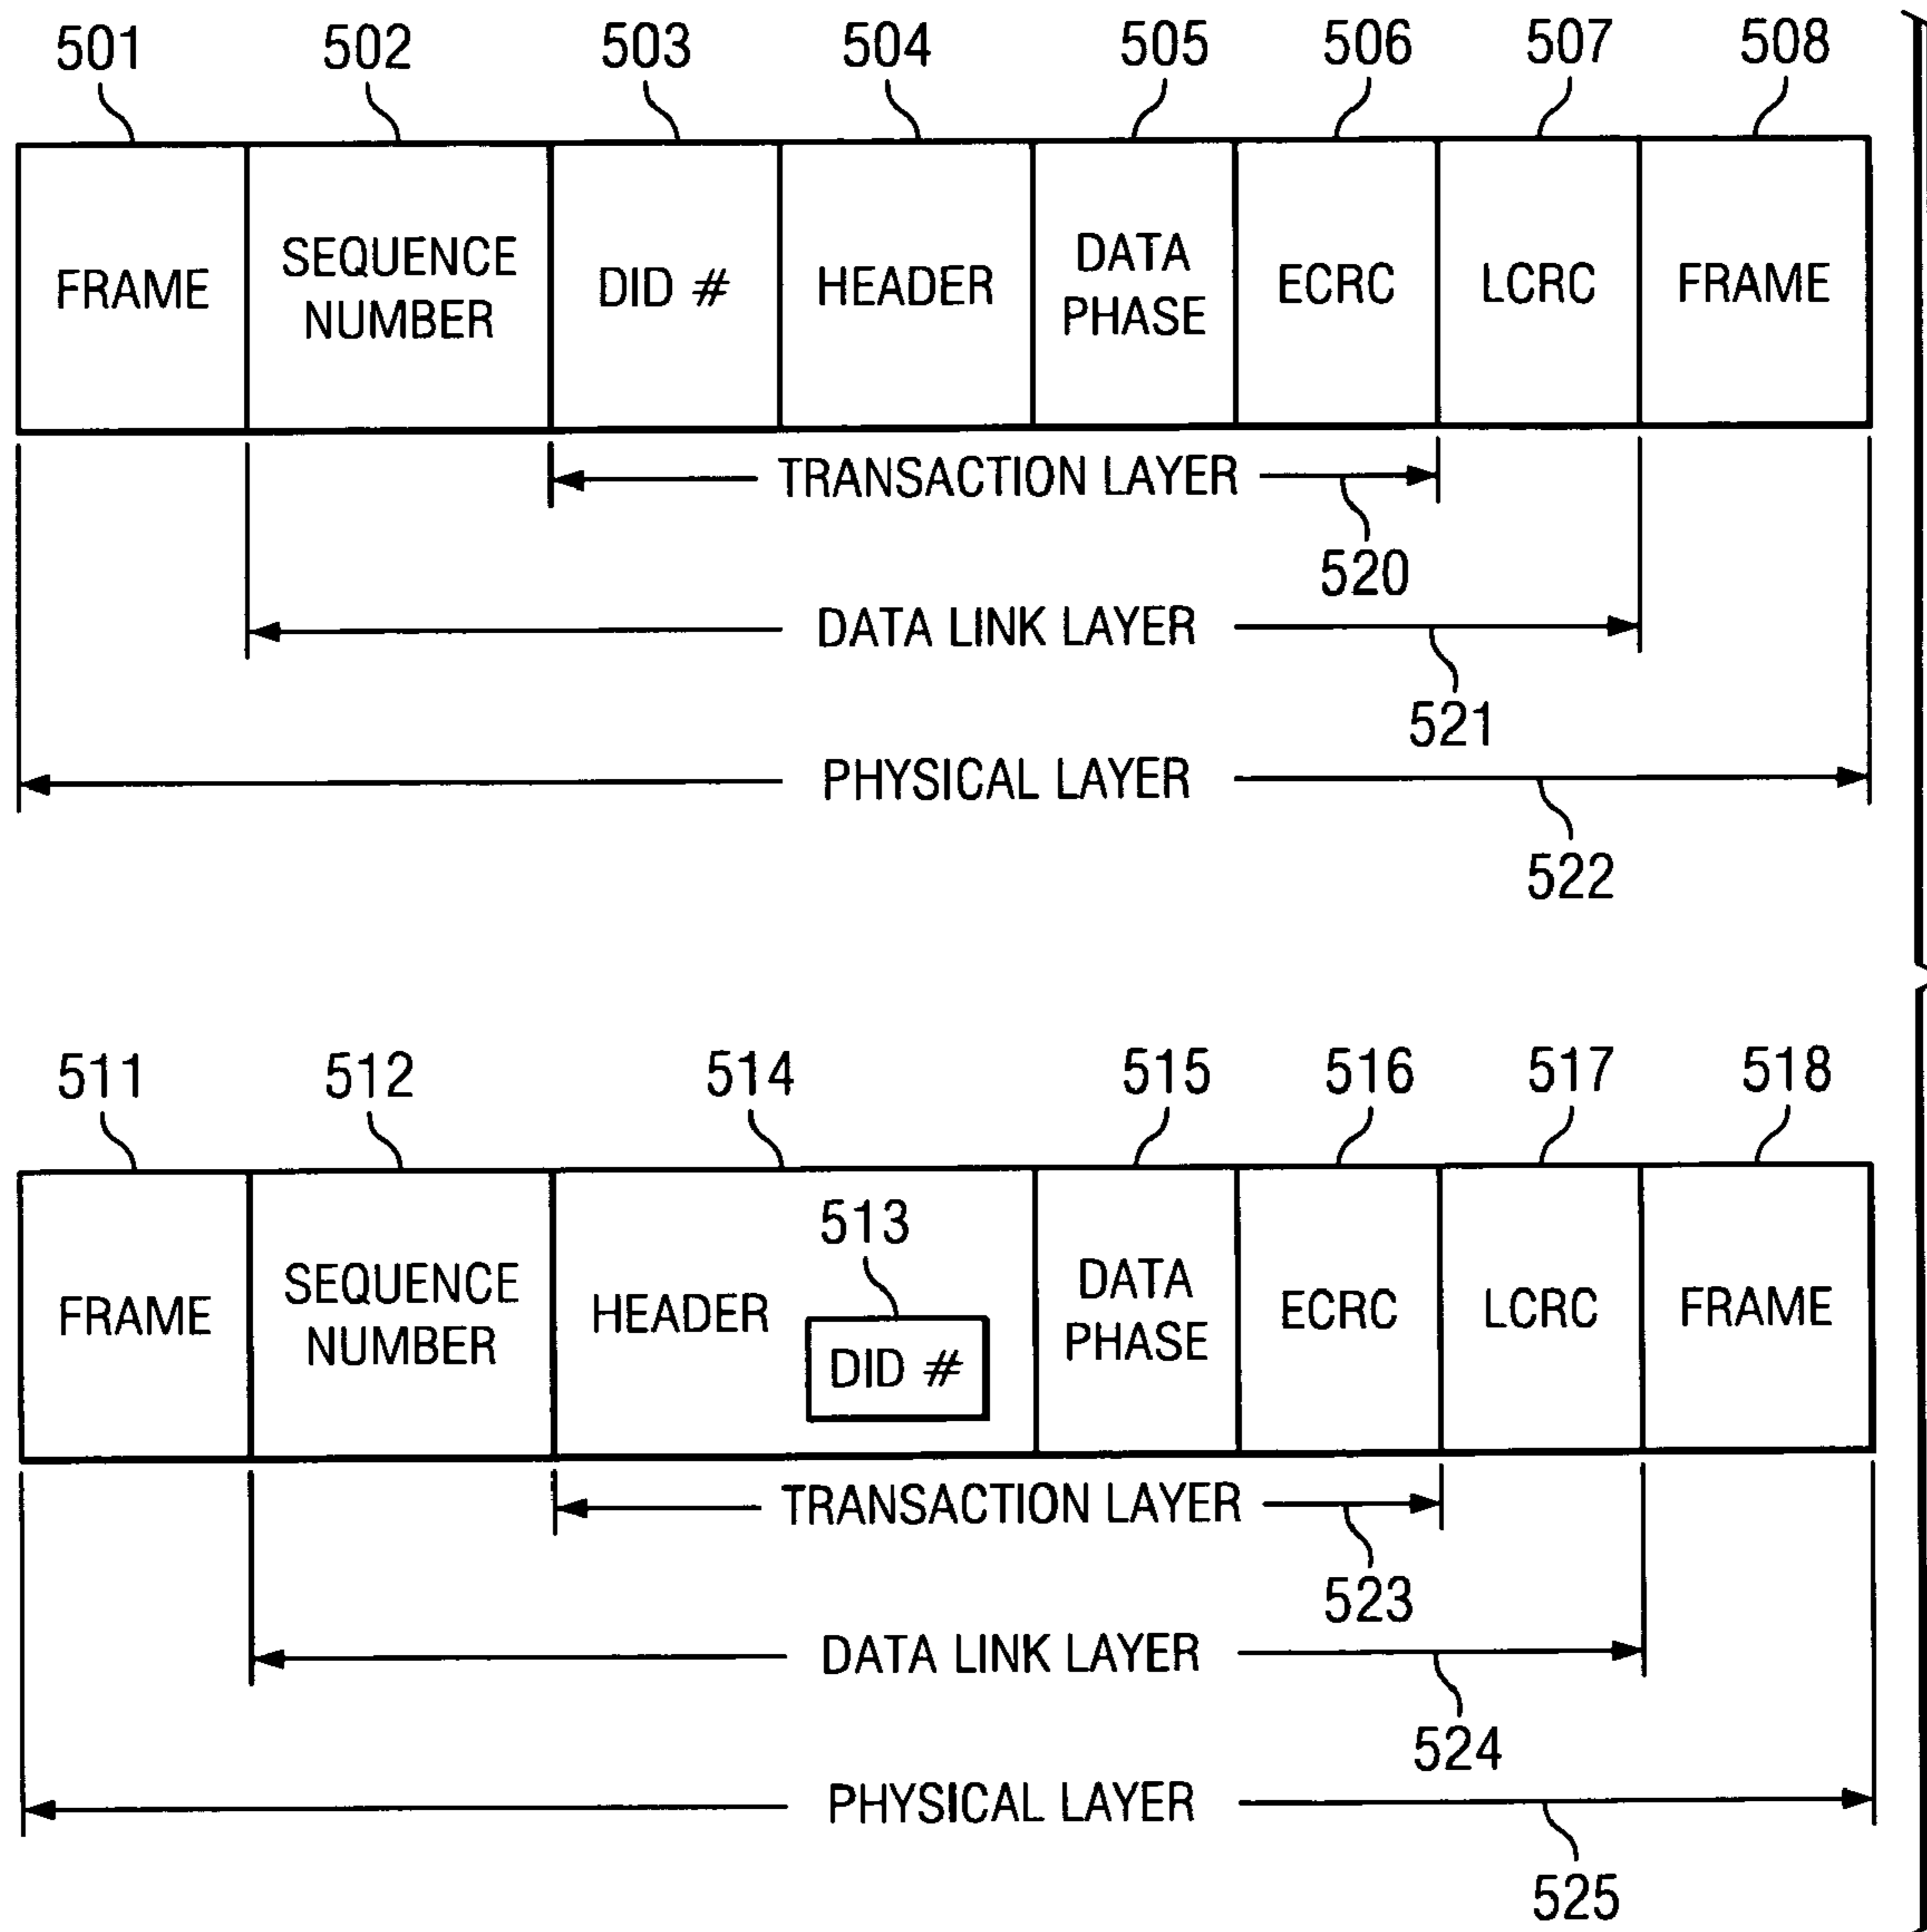 501 502 503 504 505 506 507 508
FRAME
SEQUENCE
NUMBER
DID #
HEADER
DATA
PHASE
ECRC
LCRC
FRAME
TRANSACTION LAYER
520
DATA LINK LAYER
521
PHYSICAL LAYER
522
511 512 514 515 516 517 518
FRAME
SEQUENCE
NUMBER
HEADER
513
DID #
DATA
PHASE
ECRC
LCRC
FRAME
TRANSACTION LAYER
523
DATA LINK LAYER
524
PHYSICAL LAYER
525